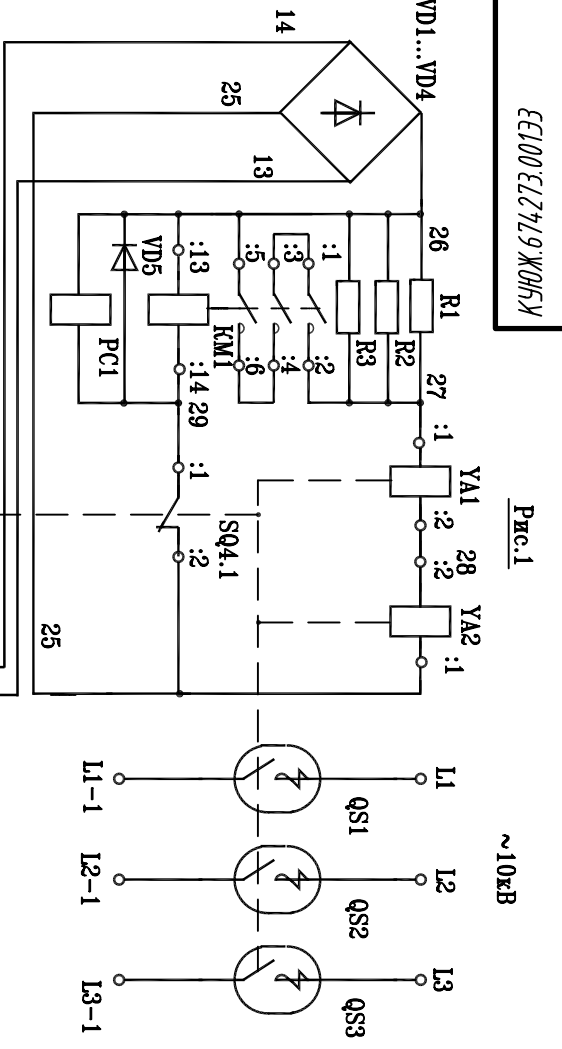 КУЮЖ.674273.001ЭЭ
Рис.1
~10кВ
VD1...VD4
14
25
13
26
R1
R2
R3
27
:1
:3
:5
:2
:4
:6
KM1
:13
:14
29
VD5
PC1
:1
YA1
:2
28
:2
YA2
:1
:1
SQ4.1
:2
25
L1
L2
L3
QS1
QS2
QS3
L1-1
L2-1
L3-1